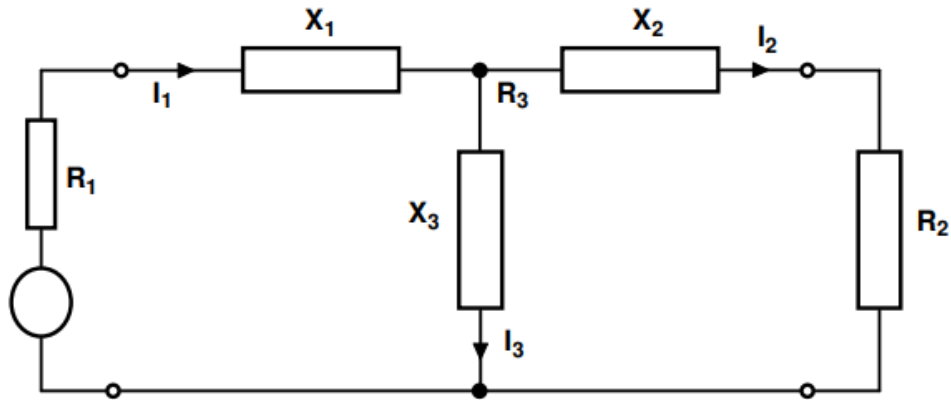 X₁
X₂
I₂
I₁
R₃
R₁
X₃
R₂
I₃